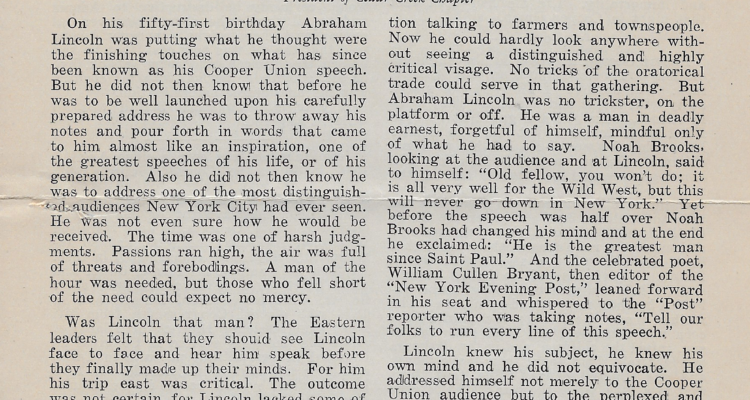 President of Cedar Creek Chapter
On his fifty-first birthday Abraham
Lincoln was putting what he thought were
the finishing touches on what has since
been known as his Cooper Union speech.
But he did not then know that before he
was to be well launched upon his carefully
prepared address he was to throw away his
notes and pour forth in words that came
to him almost like an inspiration, one of
the greatest speeches of his life, or of his
generation. Also he did not then know he
was to address one of the most distinguish-
ed audiences New York City had ever seen.
He was not even sure how he would be
received. The time was one of harsh judg-
ments. Passions ran high, the air was full
of threats and forebodings. A man of the
hour was needed, but those who fell short
of the need could expect no mercy.
Was Lincoln that man? The Eastern
leaders felt that they should see Lincoln
face to face and hear him speak before
they finally made up their minds. For him
his trip east was critical. The outcome
was not certain, for Lincoln lacked some of
tion talking to farmers and townspeople.
Now he could hardly look anywhere with-
out seeing a distinguished and highly
critical visage. No tricks of the oratorical
trade could serve in that gathering. But
Abraham Lincoln was no trickster, on the
platform or off. He was a man in deadly
earnest, forgetful of himself, mindful only
of what he had to say. Noah Brooks,
looking at the audience and at Lincoln, said
to himself: "Old fellow, you won't do; it
is all very well for the Wild West, but this
will never go down in New York." Yet
before the speech was half over Noah
Brooks had changed his mind and at the end
he exclaimed: "He is the greatest man
since Saint Paul." And the celebrated poet,
William Cullen Bryant, then editor of the
"New York Evening Post," leaned forward
in his seat and whispered to the "Post"
reporter who was taking notes, "Tell our
folks to run every line of this speech."
Lincoln knew his subject, he knew his
own mind and he did not equivocate. He
addressed himself not merely to the Cooper
Union audience but to the perplexed and